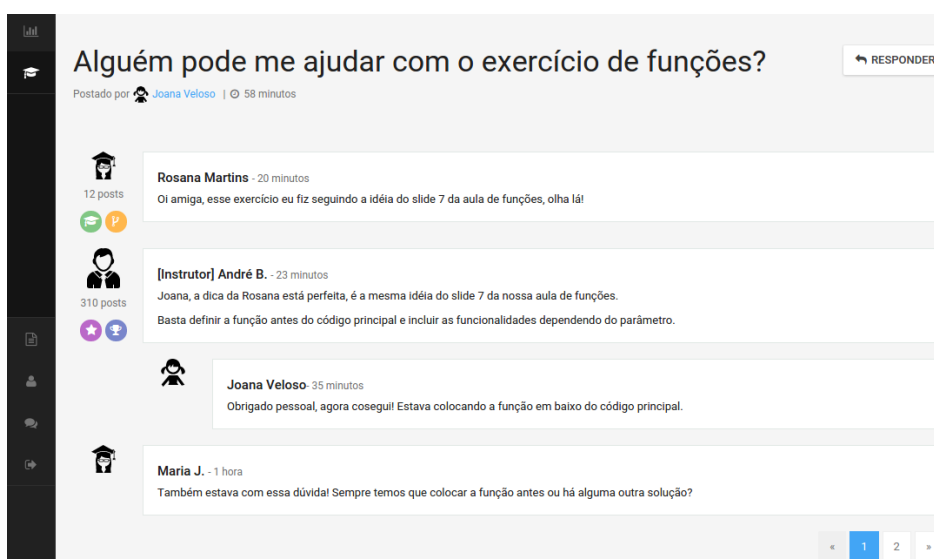 Alguém pode me ajudar com o exercício de funções?
RESPONDER
Postado por Joana Veloso | 58 minutos
12 posts
Rosana Martins - 20 minutos
Oi amiga, esse exercício eu fiz seguindo a idéia do slide 7 da aula de funções, olha lá!
310 posts
[Instrutor] André B. - 23 minutos
Joana, a dica da Rosana está perfeita, é a mesma idéia do slide 7 da nossa aula de funções.
Basta definir a função antes do código principal e incluir as funcionalidades dependendo do parâmetro.
Joana Veloso- 35 minutos
Obrigado pessoal, agora cosegui! Estava colocando a função em baixo do código principal.
Maria J. - 1 hora
Também estava com essa dúvida! Sempre temos que colocar a função antes ou há alguma outra solução?
« 1 2 »